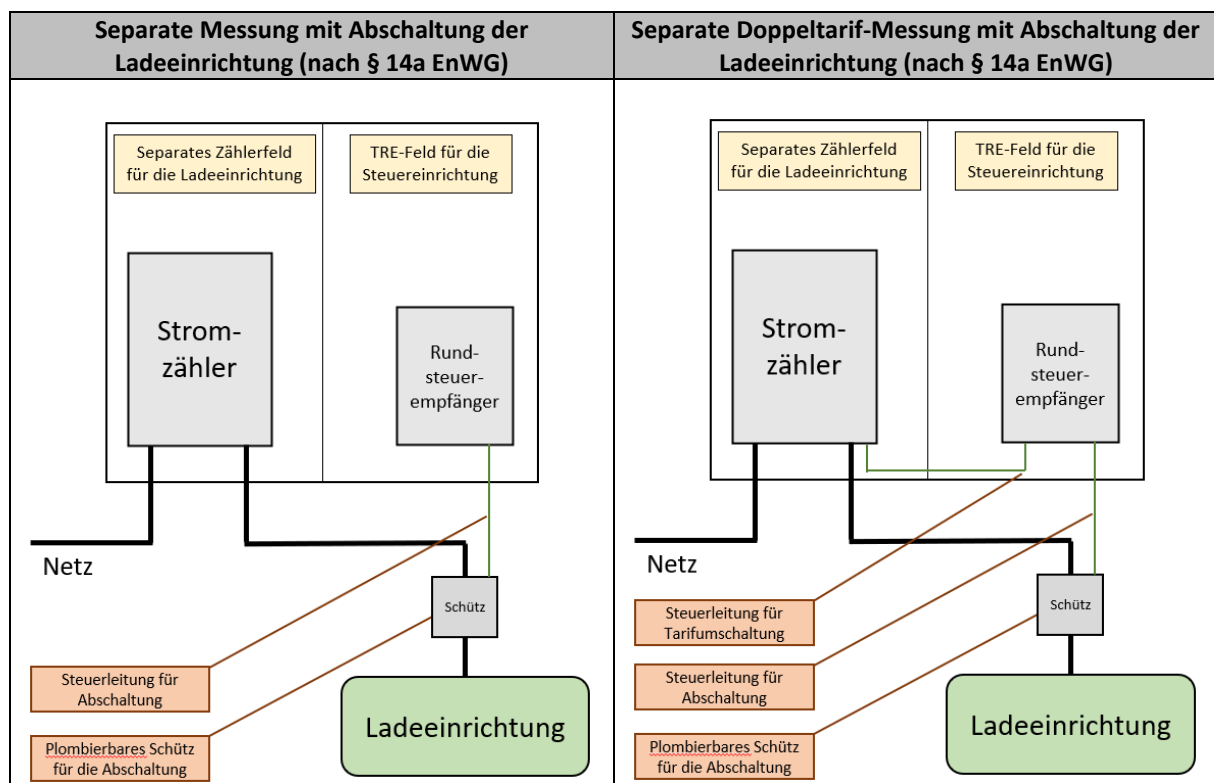 Separate Messung mit Abschaltung der
Ladeeinrichtung (nach § 14a EnWG)
Separates Zählerfeld
für die Ladeeinrichtung
TRE-Feld für die
Steuereinrichtung
Strom-
zähler
Rund-
steuer-
empfänger
Netz
Schütz
Steuerleitung für
Abschaltung
Plombierbares Schütz
für die Abschaltung
Ladeeinrichtung
Separate Doppeltarif-Messung mit Abschaltung der
Ladeeinrichtung (nach § 14a EnWG)
Separates Zählerfeld
für die Ladeeinrichtung
TRE-Feld für die
Steuereinrichtung
Strom-
zähler
Rund-
steuer-
empfänger
Netz
Schütz
Steuerleitung für
Tarifumschaltung
Steuerleitung für
Abschaltung
Plombierbares Schütz
für die Abschaltung
Ladeeinrichtung